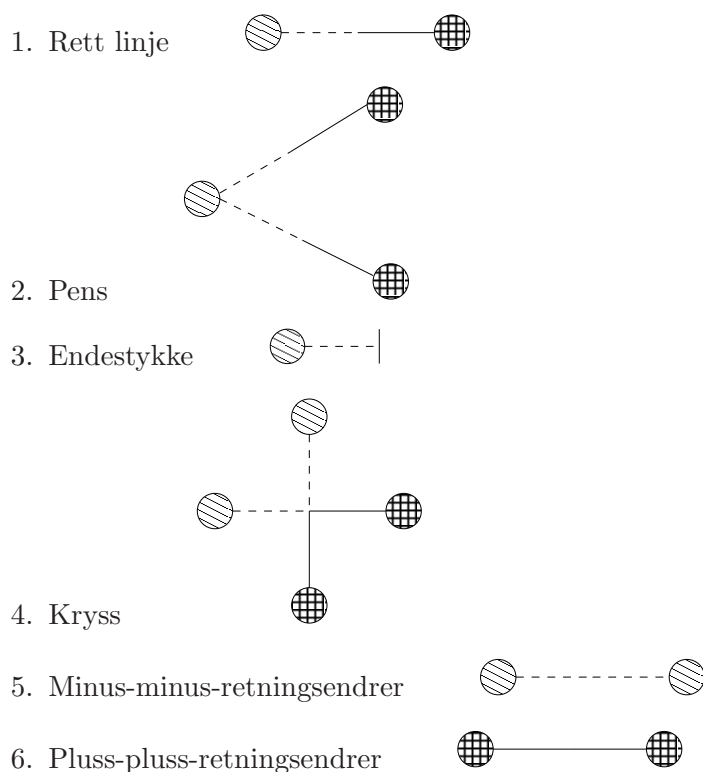 1. Rett linje
2. Pens
3. Endestykke
4. Kryss
5. Minus-minus-retningsendrer
6. Pluss-pluss-retningsendrer